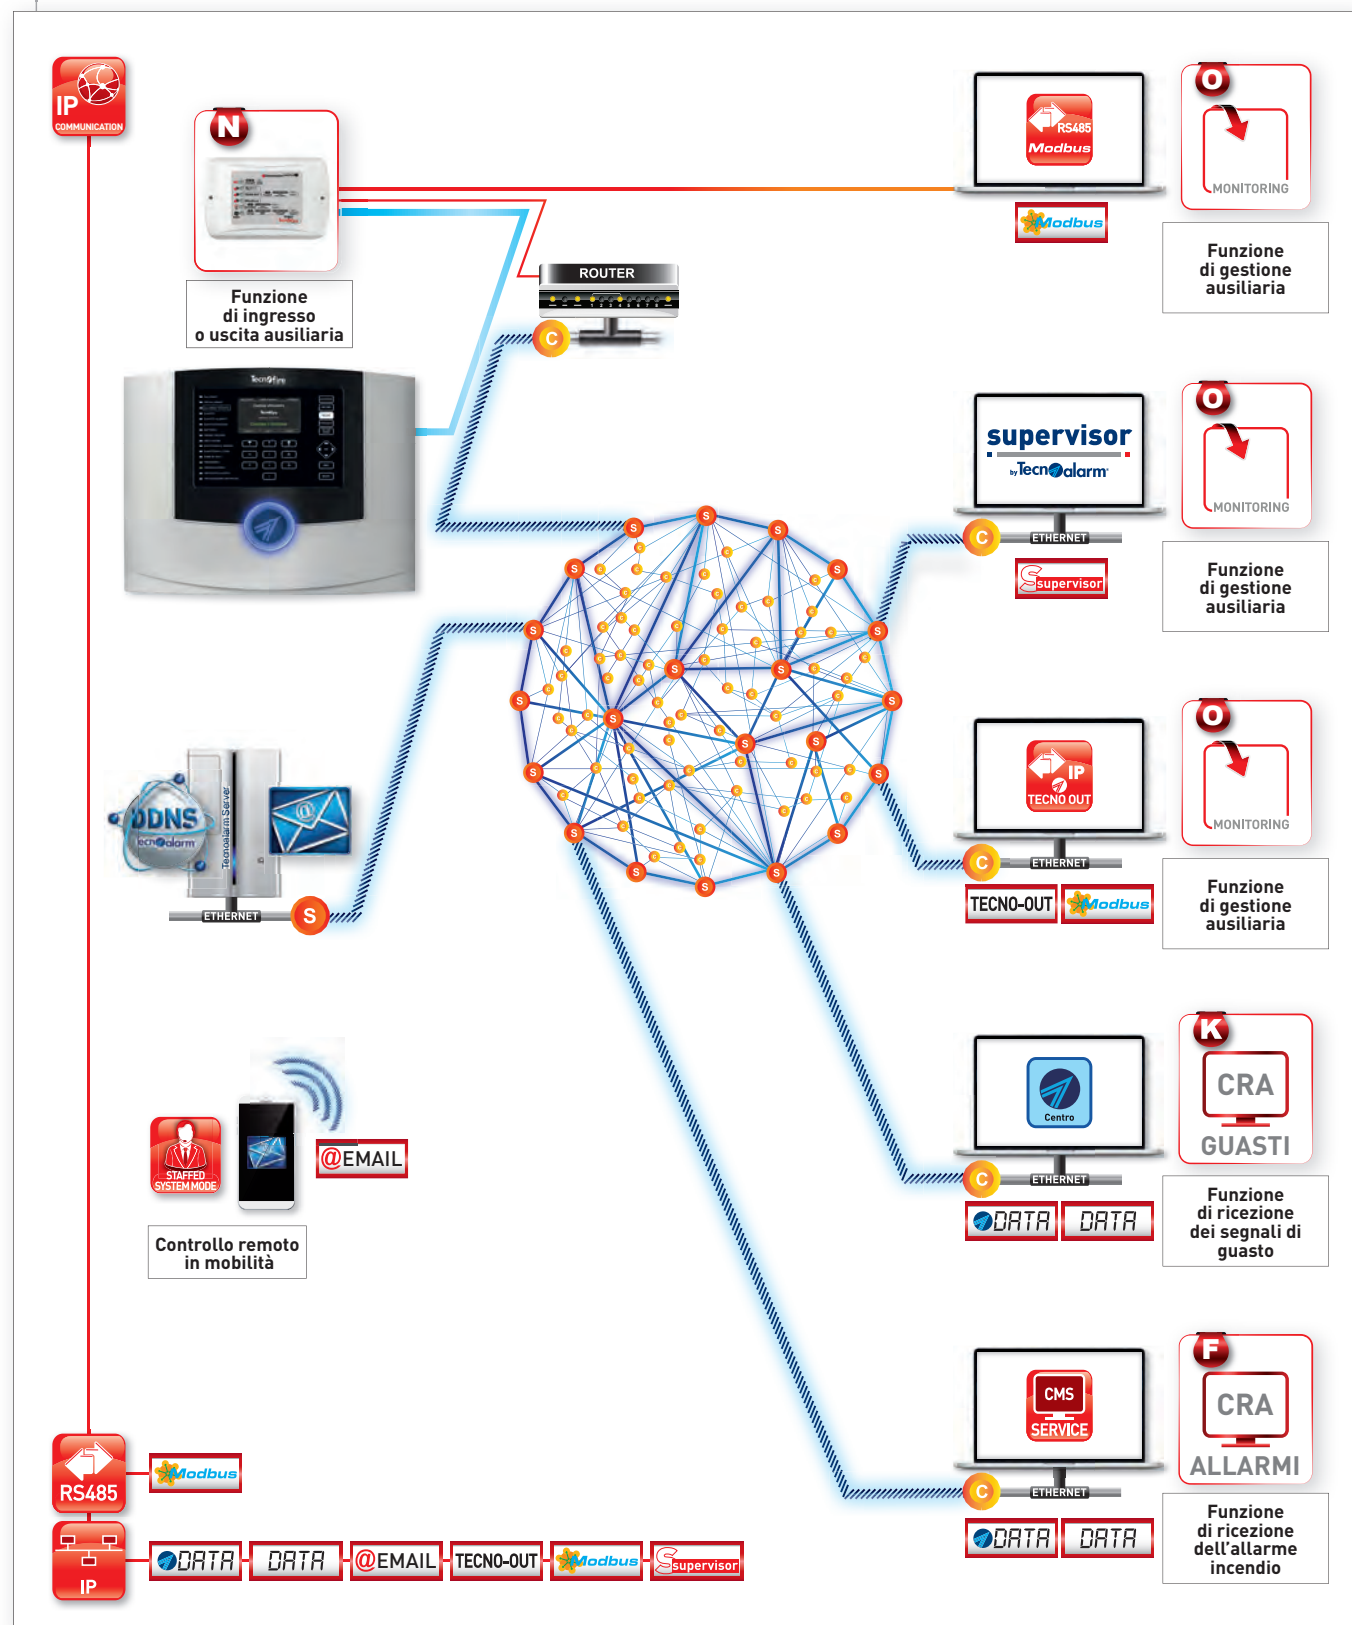 IP
COMMUNICATION
N
Funzione
di ingresso
o uscita ausiliaria
ROUTER
C
Tecnofire
RS485
Modbus
Modbus
O
MONITORING
Funzione
di gestione
ausiliaria
supervisor
by Tecnoalarm
C
ETHERNET
Supervisor
O
MONITORING
Funzione
di gestione
ausiliaria
DDNS
Tecnoalarm
Tecnoalarm Server
@
ETHERNET
S
IP
TECNO OUT
C
ETHERNET
TECNO-OUT
Modbus
O
MONITORING
Funzione
di gestione
ausiliaria
STAFFED
SYSTEM MODE
@EMAIL
Controllo remoto
in mobilità
Centro
C
ETHERNET
DATA
DATA
K
CRA
GUASTI
Funzione
di ricezione
dei segnali di
guasto
CMS
SERVICE
C
ETHERNET
DATA
DATA
F
CRA
ALLARMI
Funzione
di ricezione
dell'allarme
incendio
RS485
Modbus
IP
DATA
DATA
@EMAIL
TECNO-OUT
Modbus
Supervisor